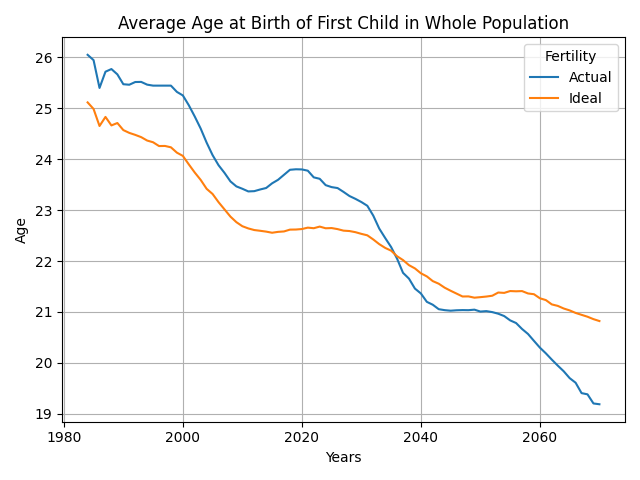 Average Age at Birth of First Child in Whole Population
Fertility
Actual
Ideal
Age
26
25
24
23
22
21
20
19
1980
2000
2020
2040
2060
Years